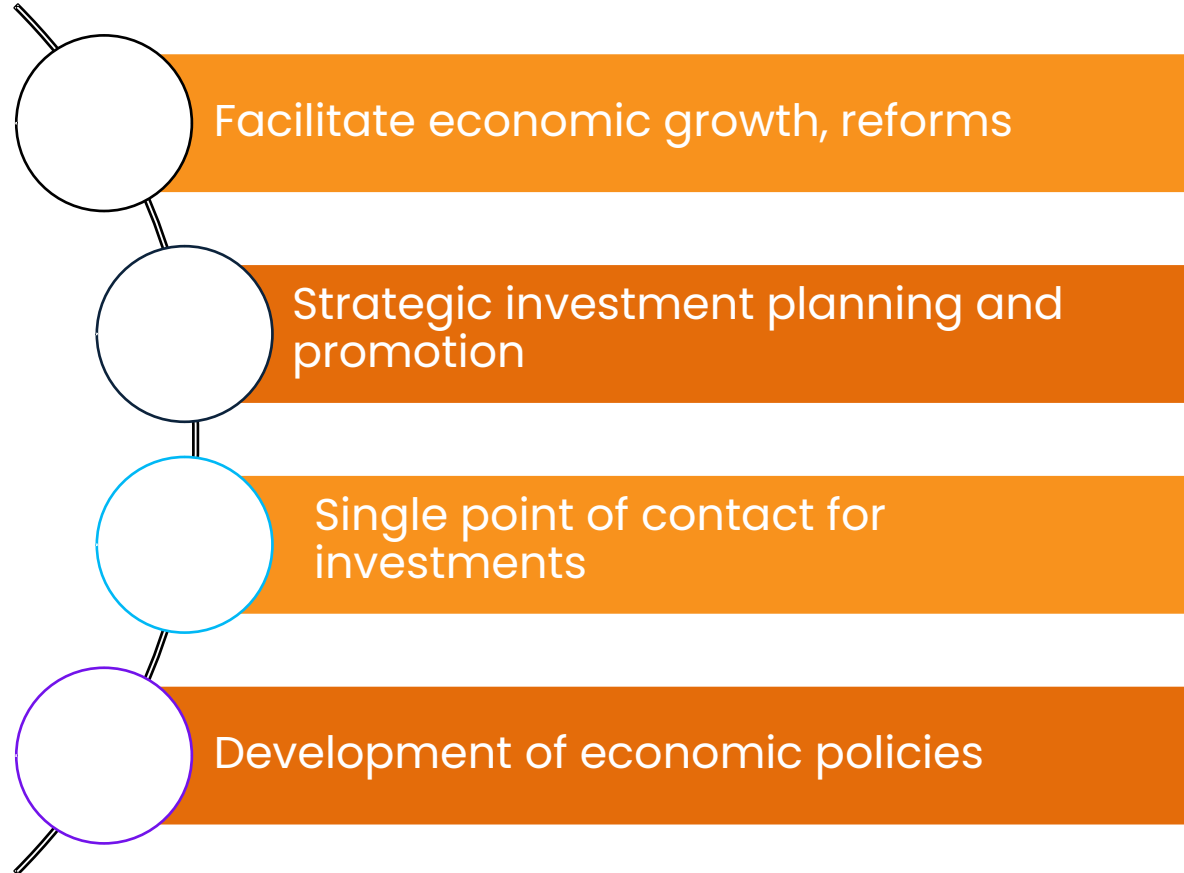 Facilitate economic growth, reforms
Strategic investment planning and
promotion
Single point of contact for
investments
Development of economic policies